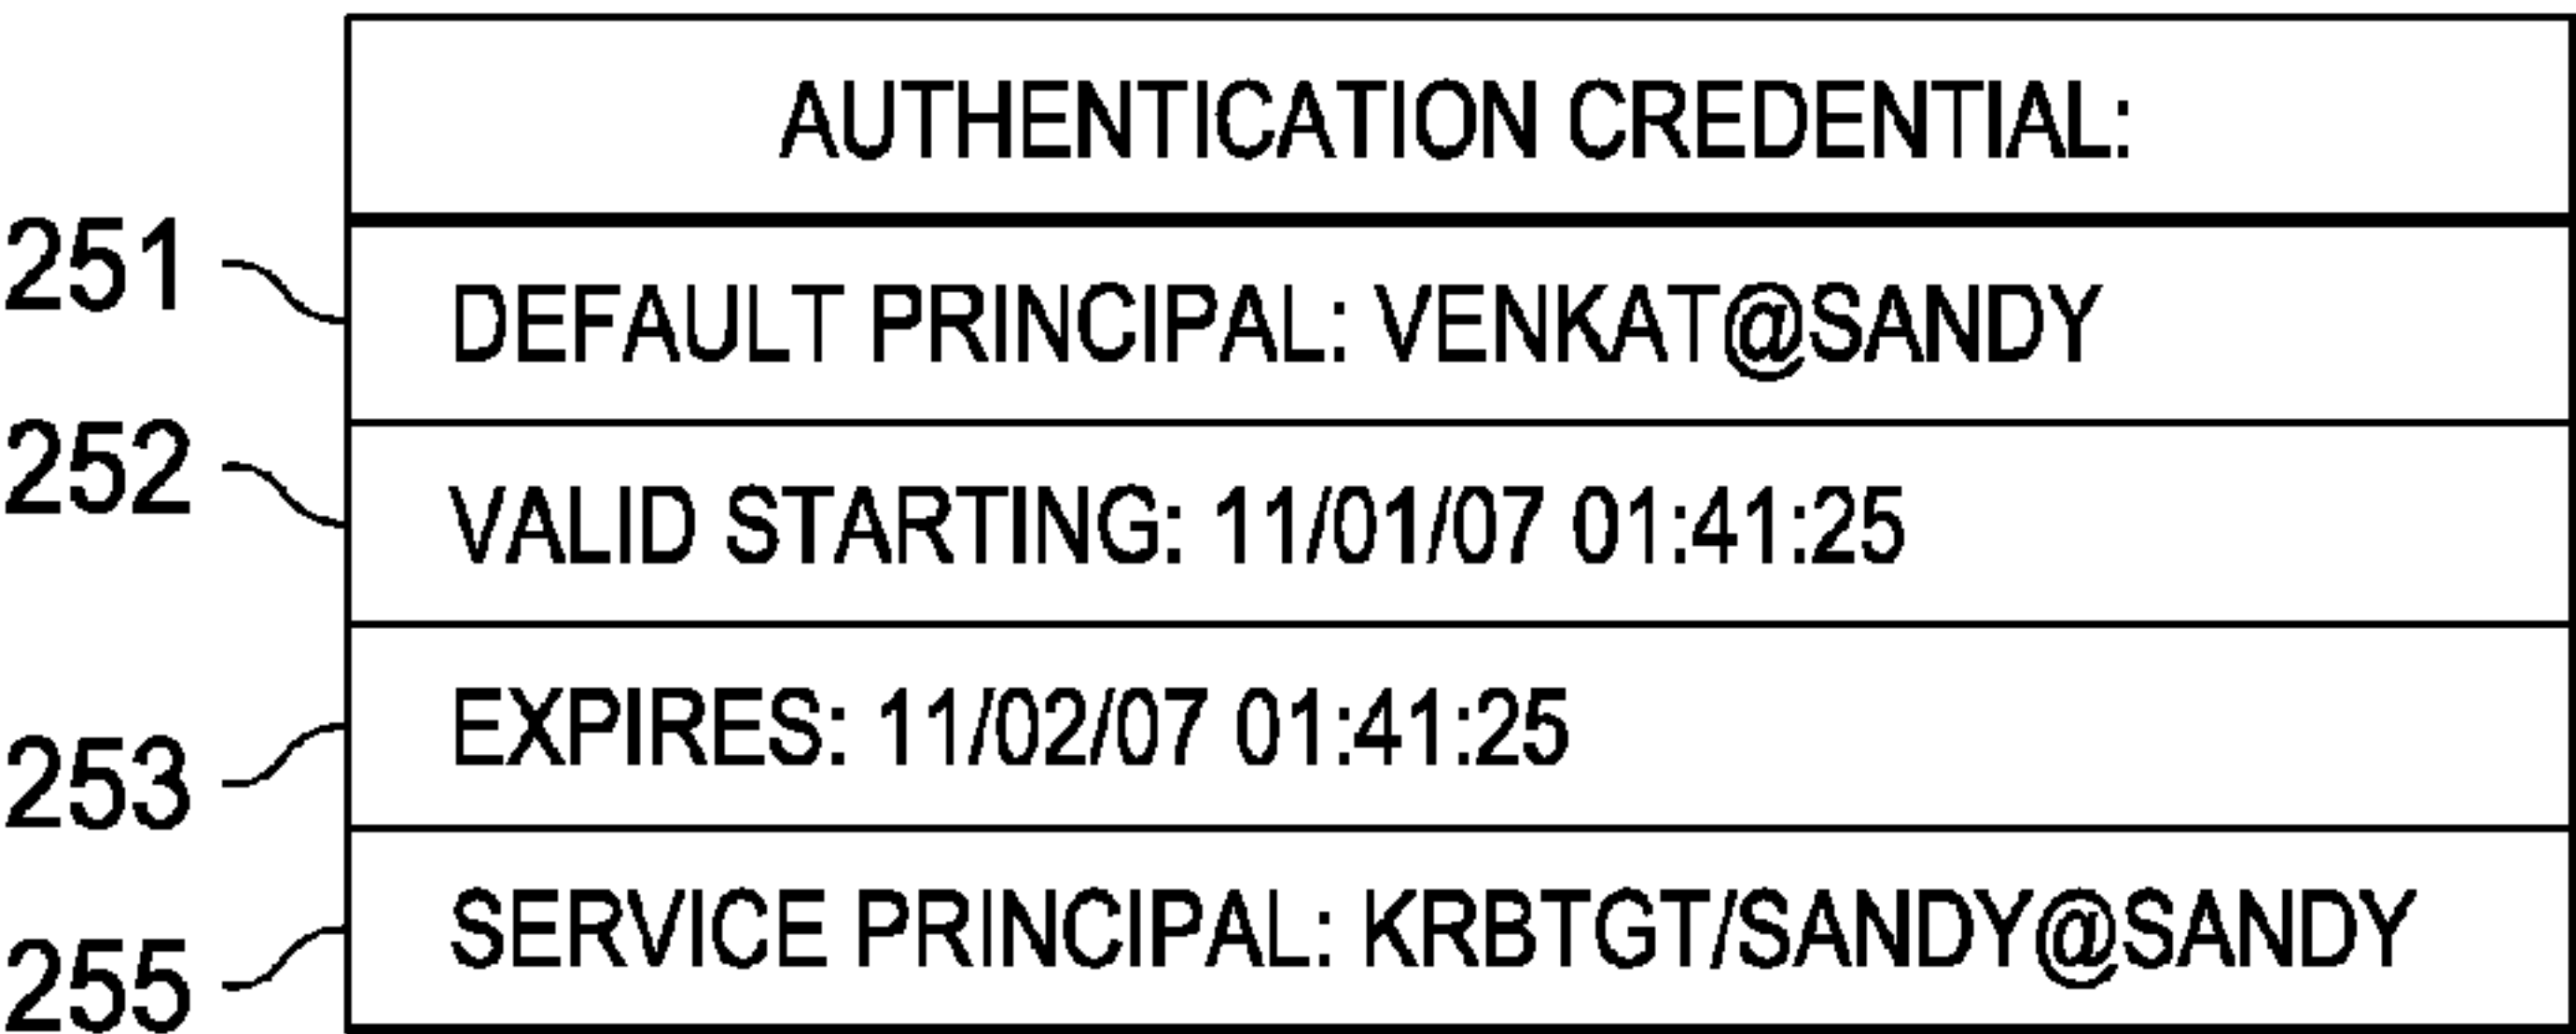 AUTHENTICATION CREDENTIAL:
251 DEFAULT PRINCIPAL: VENKAT@SANDY
252 VALID STARTING: 11/01/07 01:41:25
253 EXPIRES: 11/02/07 01:41:25
255 SERVICE PRINCIPAL: KRBTGT/SANDY@SANDY